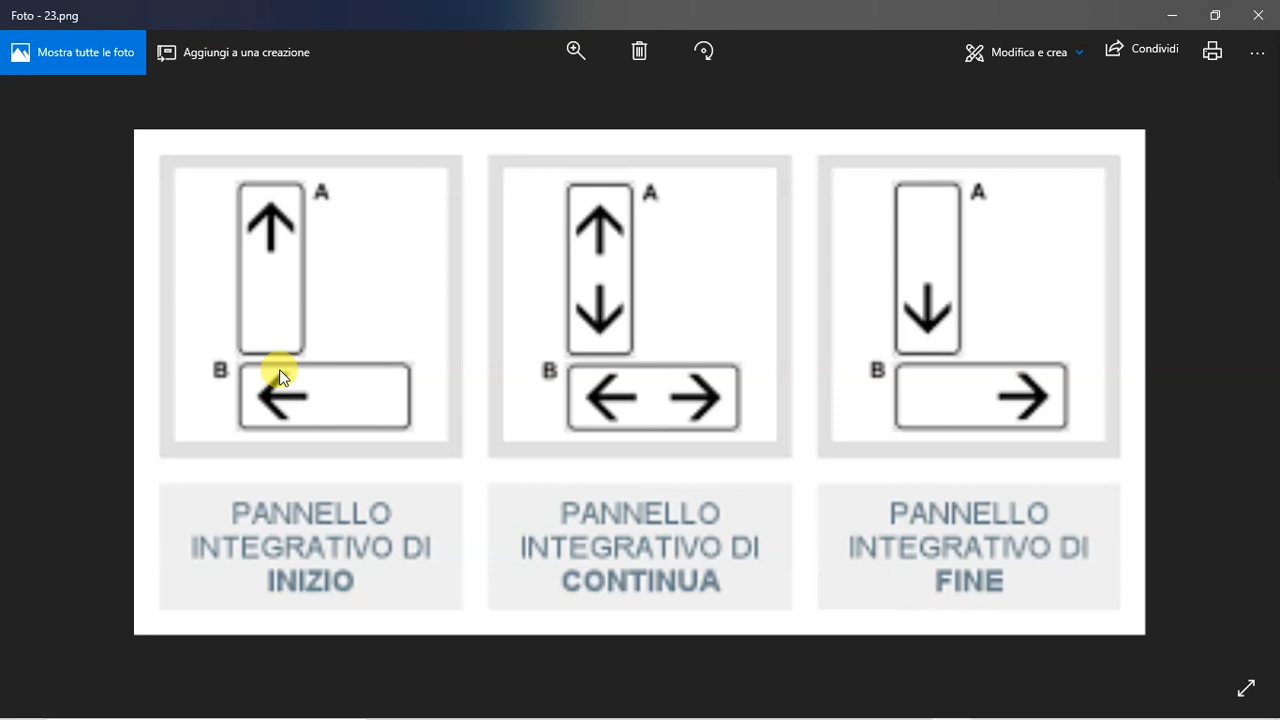 Foto - 23.png
Mostra tutte le foto
Aggiungi a una creazione
Modifica e crea
Condividi
A
B
A
B
A
B
PANNELLO
INTEGRATIVO DI
INIZIO
PANNELLO
INTEGRATIVO DI
CONTINUA
PANNELLO
INTEGRATIVO DI
FINE